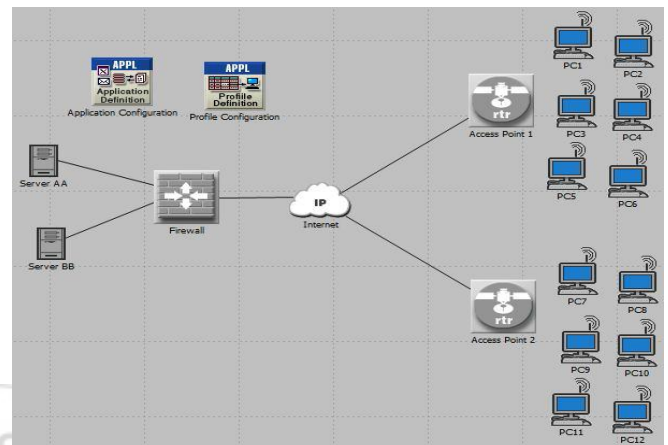 APPL
Application
Definition
Application Configuration
APPL
Profile
Definition
Profile Configuration
Server AA
Server BB
Firewall
IP
Internet
rtr
Access Point 1
rtr
Access Point 2
PC1
PC2
PC3
PC4
PC5
PC6
PC7
PC8
PC9
PC10
PC11
PC12